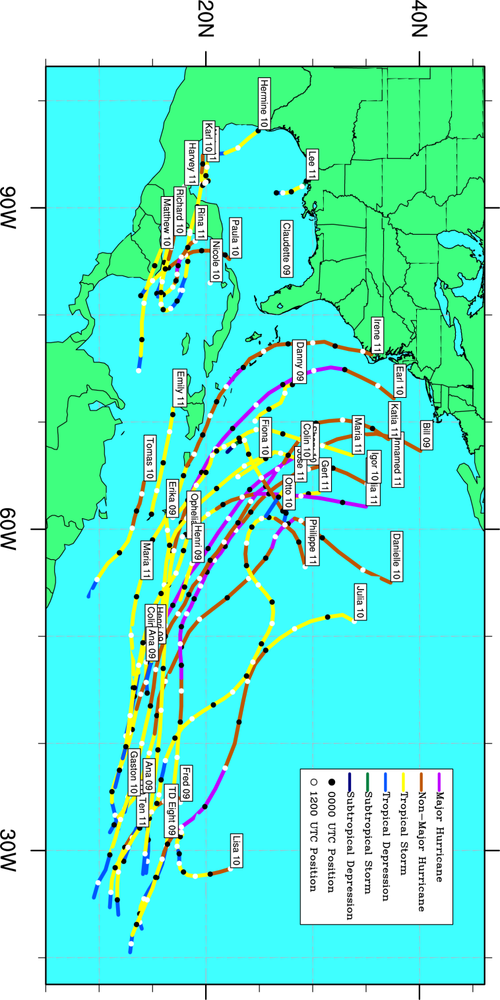 20N
40N
90W
60W
30W
Hermine 10
Karl 10
Harvey 11
Lee 11
Richard 10
Matthew 10
Rina 11
Paula 10
Nicole 10
Claudette 09
Irene 11
Danny 09
Earl 10
Emily 11
Katia 11
Bill 09
Maria 11
Fiona 10
Colin 10
Tomas 10
Igor 10
Gert 11
Otto 10
Erika 09
Ophelia
Henri 09
Philippe 11
Danielle 10
Maria 11
Julia 10
Henri 09
Colin
Ana 09
Gaston 10
Ana 09
Ten 11
Fred 09
TD Eight 09
Lisa 10
Major Hurricane
Non-Major Hurricane
Tropical Storm
Tropical Depression
Subtropical Storm
Subtropical Depression
0000 UTC Position
1200 UTC Position